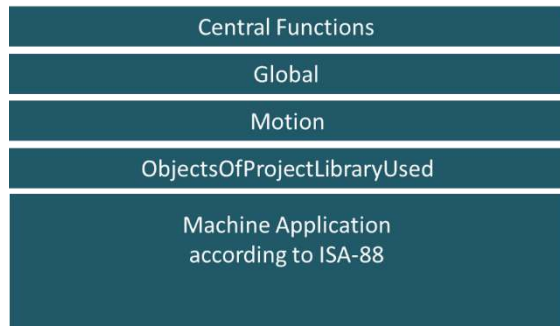 Central Functions
Global
Motion
ObjectsOfProjectLibraryUsed
Machine Application
according to ISA-88